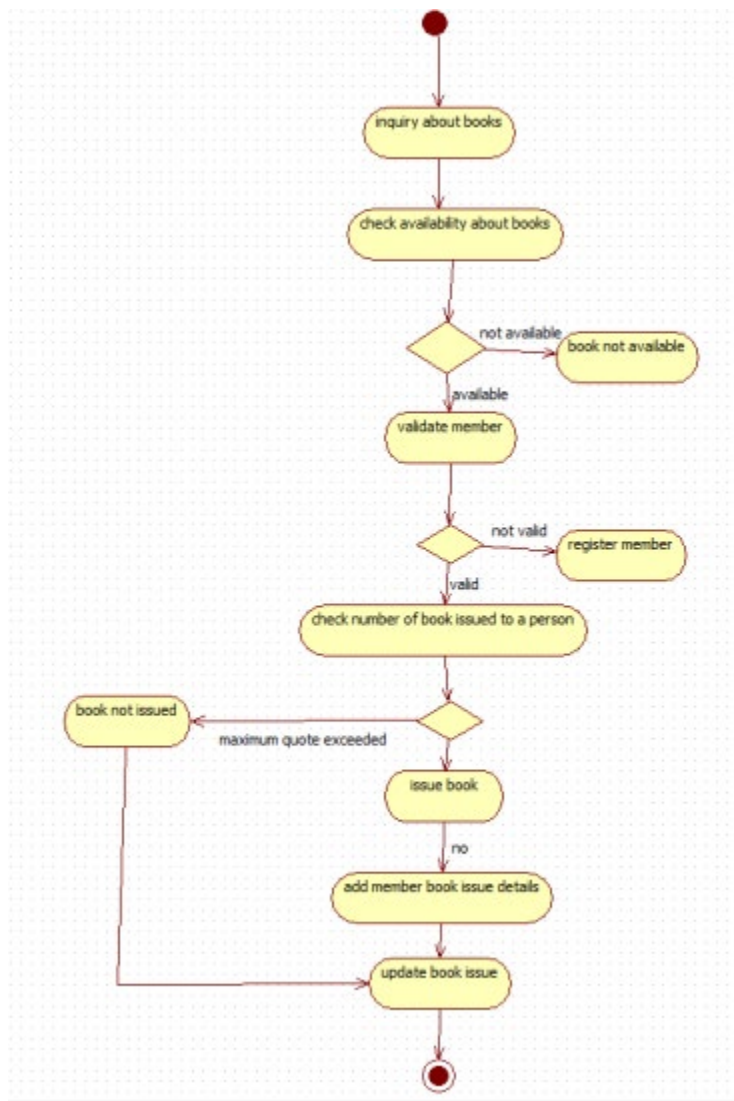 inquiry about books
check availability about books
not available
book not available
available
validate member
not valid
register member
valid
check number of book issued to a person
book not issued
maximum quote exceeded
issue book
no
add member book issue details
update book issue